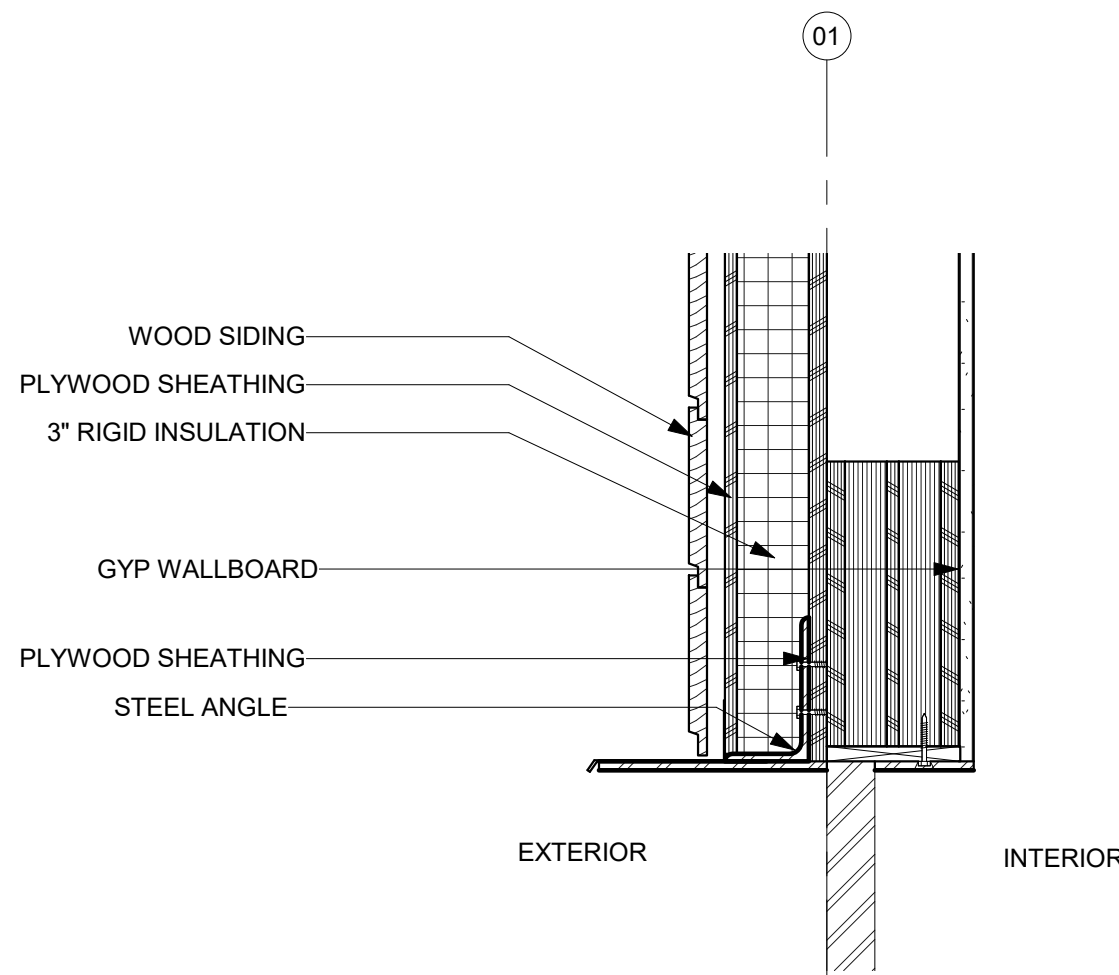 01
WOOD SIDING
PLYWOOD SHEATHING
3" RIGID INSULATION
GYP WALLBOARD
PLYWOOD SHEATHING
STEEL ANGLE
EXTERIOR
INTERIOR